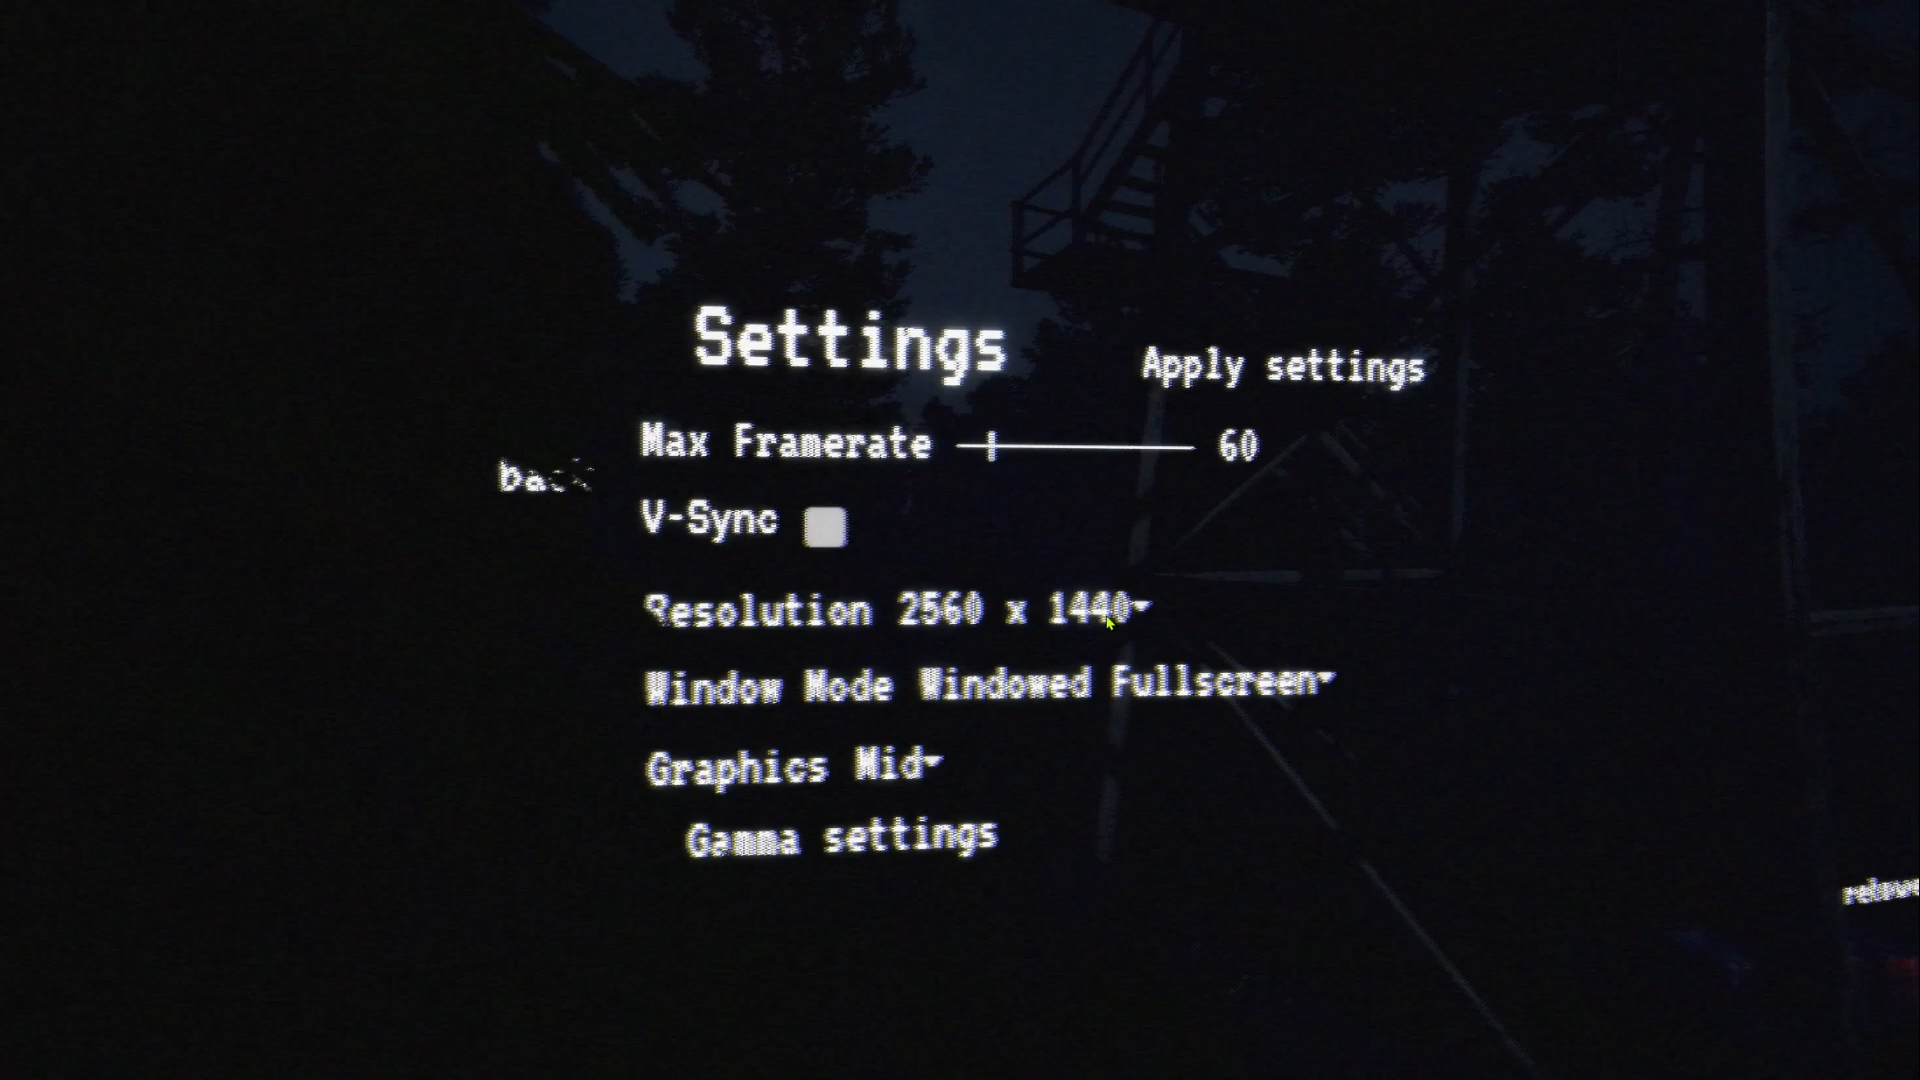 Settings
Apply settings
Max Framerate 60
back
V-Sync
Resolution 2560 x 1440
Window Mode Windowed Fullscreen
Graphics Mid
Gamma settings